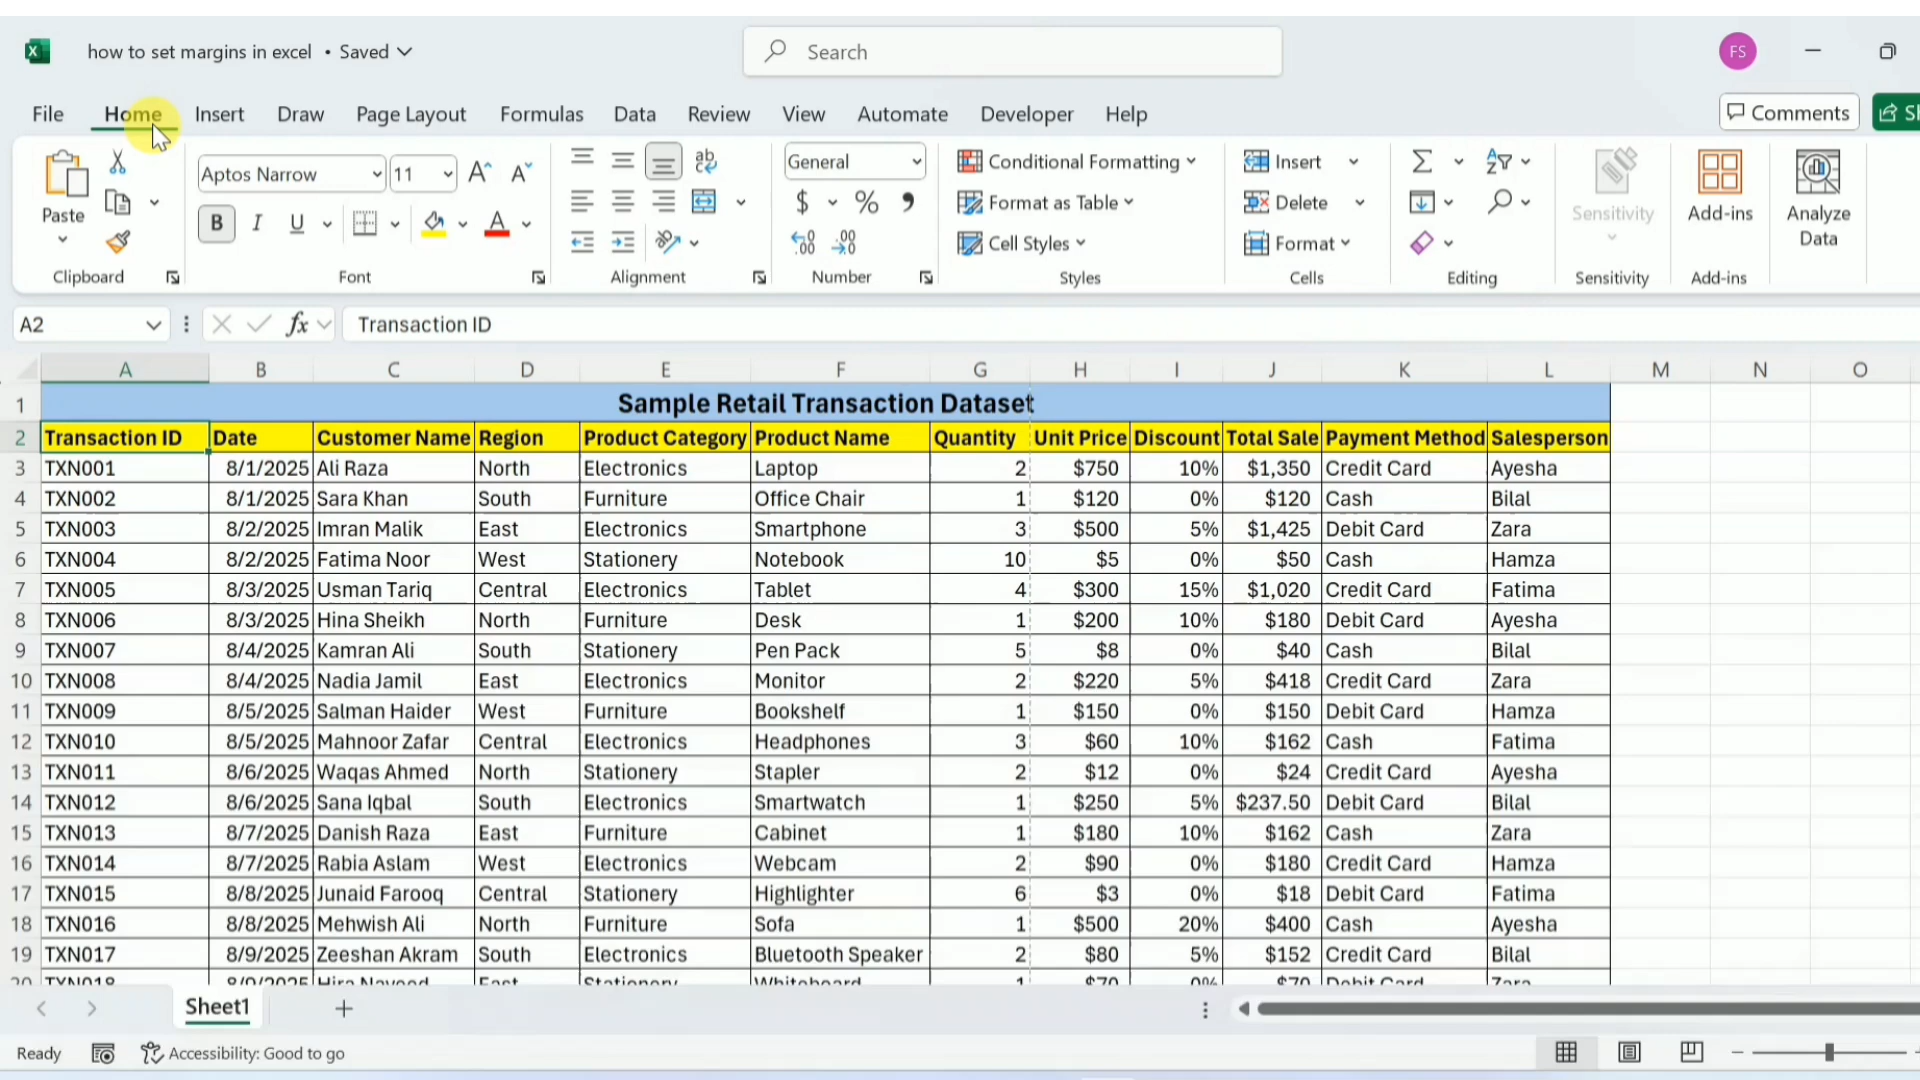 how to set margins in excel • Saved
Search
FS
File Home Insert Draw Page Layout Formulas Data Review View Automate Developer Help
Comments
Paste
Clipboard
Aptos Narrow 11
B I U A
Font
ab
Alignment
General
$ % 9
Number
Conditional Formatting
Format as Table
Cell Styles
Styles
Insert
Delete
Format
Cells
Editing
Sensitivity
Sensitivity
Add-ins
Add-ins
Analyze
Data
A2 fx Transaction ID
A B C D E F G H I J K L M N O
1 Sample Retail Transaction Dataset
2 Transaction ID Date Customer Name Region Product Category Product Name Quantity Unit Price Discount Total Sale Payment Method Salesperson
3 TXN001 8/1/2025 Ali Raza North Electronics Laptop 2 $750 10% $1,350 Credit Card Ayesha
4 TXN002 8/1/2025 Sara Khan South Furniture Office Chair 1 $120 0% $120 Cash Bilal
5 TXN003 8/2/2025 Imran Malik East Electronics Smartphone 3 $500 5% $1,425 Debit Card Zara
6 TXN004 8/2/2025 Fatima Noor West Stationery Notebook 10 $5 0% $50 Cash Hamza
7 TXN005 8/3/2025 Usman Tariq Central Electronics Tablet 4 $300 15% $1,020 Credit Card Fatima
8 TXN006 8/3/2025 Hina Sheikh North Furniture Desk 1 $200 10% $180 Debit Card Ayesha
9 TXN007 8/4/2025 Kamran Ali South Stationery Pen Pack 5 $8 0% $40 Cash Bilal
10 TXN008 8/4/2025 Nadia Jamil East Electronics Monitor 2 $220 5% $418 Credit Card Zara
11 TXN009 8/5/2025 Salman Haider West Furniture Bookshelf 1 $150 0% $150 Debit Card Hamza
12 TXN010 8/5/2025 Mahnoor Zafar Central Electronics Headphones 3 $60 10% $162 Cash Fatima
13 TXN011 8/6/2025 Waqas Ahmed North Stationery Stapler 2 $12 0% $24 Credit Card Ayesha
14 TXN012 8/6/2025 Sana Iqbal South Electronics Smartwatch 1 $250 5% $237.50 Debit Card Bilal
15 TXN013 8/7/2025 Danish Raza East Furniture Cabinet 1 $180 10% $162 Cash Zara
16 TXN014 8/7/2025 Rabia Aslam West Electronics Webcam 2 $90 0% $180 Credit Card Hamza
17 TXN015 8/8/2025 Junaid Farooq Central Stationery Highlighter 6 $3 0% $18 Debit Card Fatima
18 TXN016 8/8/2025 Mehwish Ali North Furniture Sofa 1 $500 20% $400 Cash Ayesha
19 TXN017 8/9/2025 Zeeshan Akram South Electronics Bluetooth Speaker 2 $80 5% $152 Credit Card Bilal
20 TXN018 8/9/2025 East Stationery Whiteboard 1 $70 0% $70 Debit Card Zara
Sheet1
Ready Accessibility: Good to go